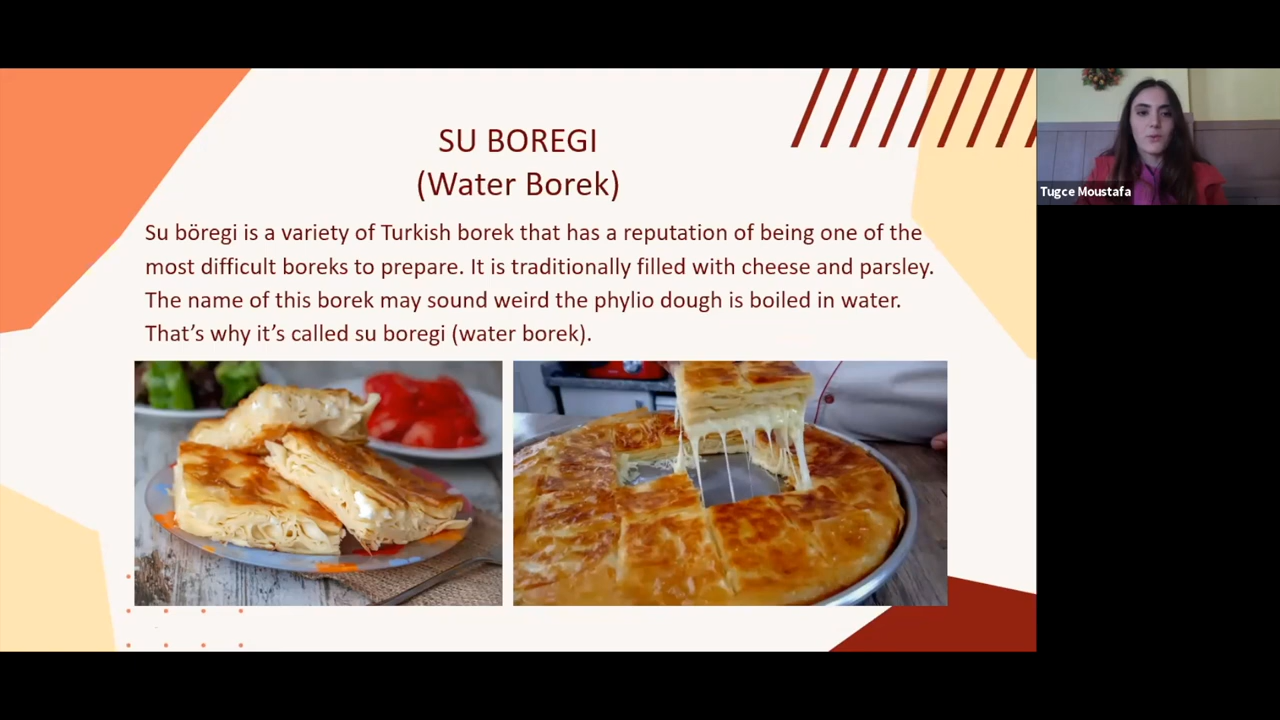 SU BOREGI
(Water Borek)
Su böregi is a variety of Turkish borek that has a reputation of being one of the
most difficult boreks to prepare. It is traditionally filled with cheese and parsley.
The name of this borek may sound weird the phylio dough is boiled in water.
That’s why it’s called su boregi (water borek).
Tugce Moustafa